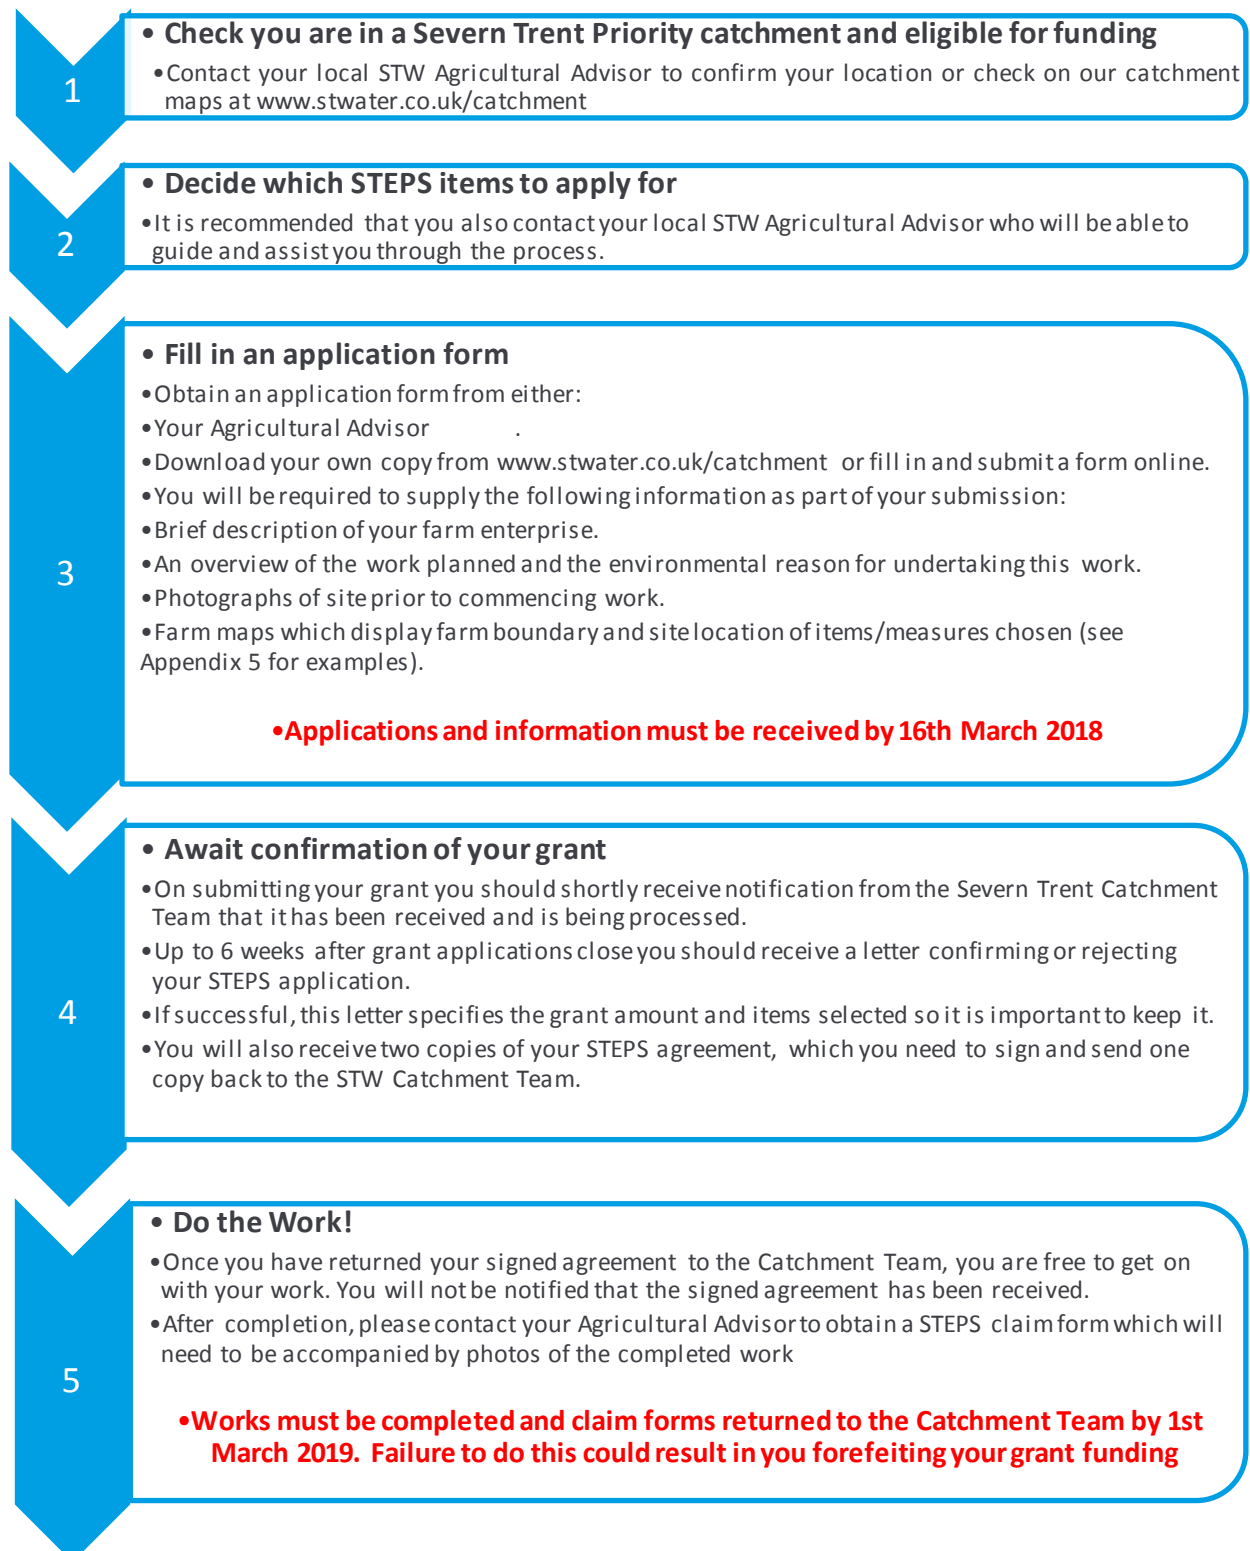 • Check you are in a Severn Trent Priority catchment and eligible for funding
1
•Contact your local STW Agricultural Advisor to confirm your location or check on our catchment
maps at www.stwater.co.uk/catchment
• Decide which STEPS items to apply for
2
•It is recommended that you also contact your local STW Agricultural Advisor who will be able to
guide and assist you through the process.
• Fill in an application form
•Obtain an application form from either:
•Your Agricultural Advisor .
•Download your own copy from www.stwater.co.uk/catchment or fill in and submit a form online.
•You will be required to supply the following information as part of your submission:
•Brief description of your farm enterprise.
3
•An overview of the work planned and the environmental reason for undertaking this work.
•Photographs of site prior to commencing work.
•Farm maps which display farm boundary and site location of items/measures chosen (see
Appendix 5 for examples).
•Applications and information must be received by 16th March 2018
• Await confirmation of your grant
•On submitting your grant you should shortly receive notification from the Severn Trent Catchment
Team that it has been received and is being processed.
•Up to 6 weeks after grant applications close you should receive a letter confirming or rejecting
your STEPS application.
4
•If successful, this letter specifies the grant amount and items selected so it is important to keep it.
•You will also receive two copies of your STEPS agreement, which you need to sign and send one
copy back to the STW Catchment Team.
• Do the Work!
•Once you have returned your signed agreement to the Catchment Team, you are free to get on
with your work. You will not be notified that the signed agreement has been received.
•After completion, please contact your Agricultural Advisor to obtain a STEPS claim form which will
need to be accompanied by photos of the completed work
5
•Works must be completed and claim forms returned to the Catchment Team by 1st
March 2019. Failure to do this could result in you forefeiting your grant funding